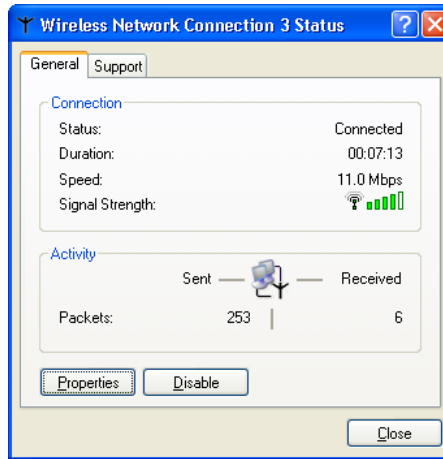 Wireless Network Connection 3 Status
General Support
Connection
Status: Connected
Duration: 00:07:13
Speed: 11.0 Mbps
Signal Strength:
Activity
Sent Received
Packets: 253 6
Properties Disable
Close